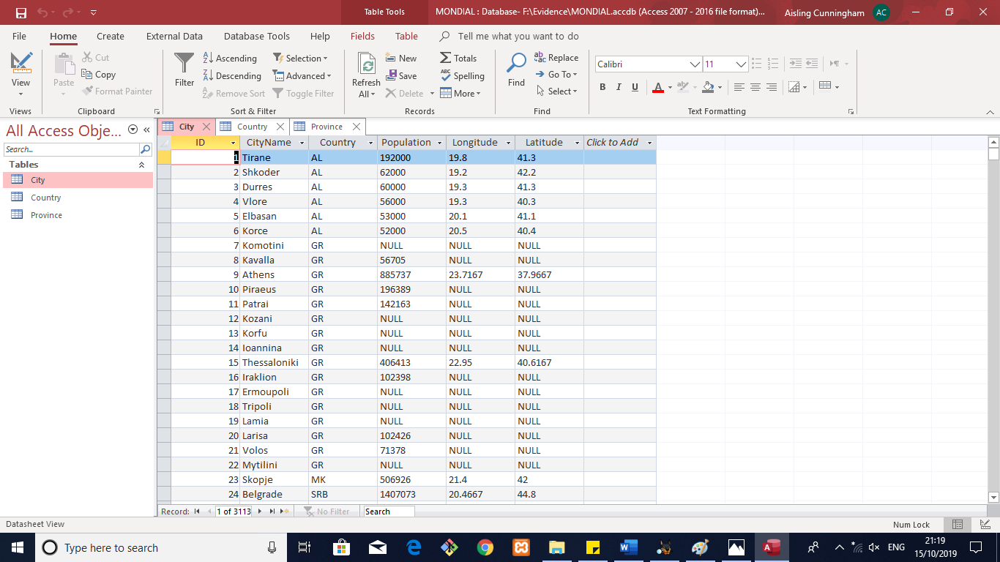 Table Tools
MONDIAL : Database- F:\Evidence\MONDIAL.accdb (Access 2007 - 2016 file format)...
Aisling Cunningham AC
File Home Create External Data Database Tools Help Fields Table Tell me what you want to do
View
Views
Paste
Cut
Copy
Format Painter
Clipboard
Filter
Ascending
Descending
Remove Sort
Selection
Advanced
Toggle Filter
Sort & Filter
Refresh
All
New
Save
Delete
Totals
Spelling
More
Records
Find
Replace
Go To
Select
Find
Calibri 11
B I U A ab
Text Formatting
All Access Obje...
Search...
Tables
City
Country
Province
City Country Province
ID CityName Country Population Longitude Latitude Click to Add
1 Tirane AL 192000 19.8 41.3
2 Shkoder AL 62000 19.2 42.2
3 Durres AL 60000 19.3 41.3
4 Vlore AL 56000 19.3 40.3
5 Elbasan AL 53000 20.1 41.1
6 Korce AL 52000 20.5 40.4
7 Komotini GR NULL NULL NULL
8 Kavalla GR 56705 NULL NULL
9 Athens GR 885737 23.7167 37.9667
10 Piraeus GR 196389 NULL NULL
11 Patrai GR 142163 NULL NULL
12 Kozani GR NULL NULL NULL
13 Korfu GR NULL NULL NULL
14 Ioannina GR NULL NULL NULL
15 Thessaloniki GR 406413 22.95 40.6167
16 Iraklion GR 102398 NULL NULL
17 Ermoupoli GR NULL NULL NULL
18 Tripoli GR NULL NULL NULL
19 Lamia GR NULL NULL NULL
20 Larisa GR 102426 NULL NULL
21 Volos GR 71378 NULL NULL
22 Mytilini GR NULL NULL NULL
23 Skopje MK 506926 21.4 42
24 Belgrade SRB 1407073 20.4667 44.8
Record: 1 of 3113 No Filter Search
Datasheet View Num Lock
Type here to search
ENG
21:19
15/10/2019